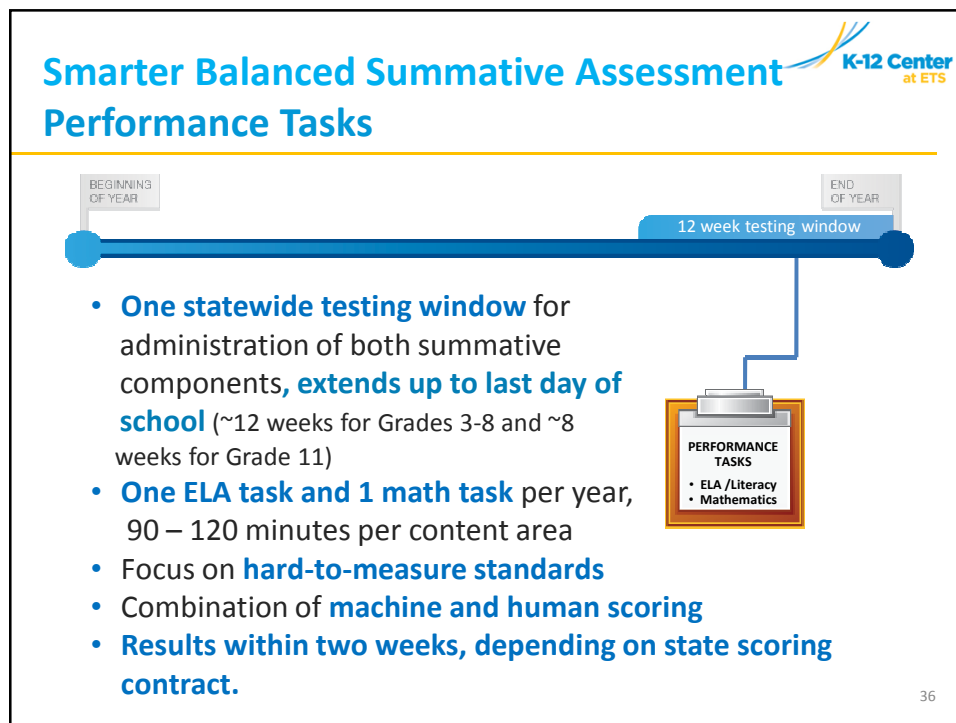 Smarter Balanced Summative Assessment
Performance Tasks
K-12 Center
at ETS
BEGINNING
OF YEAR
END
OF YEAR
12 week testing window
• One statewide testing window for
administration of both summative
components, extends up to last day of
school (~12 weeks for Grades 3-8 and ~8
weeks for Grade 11)
• One ELA task and 1 math task per year,
90 – 120 minutes per content area
• Focus on hard-to-measure standards
• Combination of machine and human scoring
• Results within two weeks, depending on state scoring
contract.
PERFORMANCE
TASKS
• ELA /Literacy
• Mathematics
36